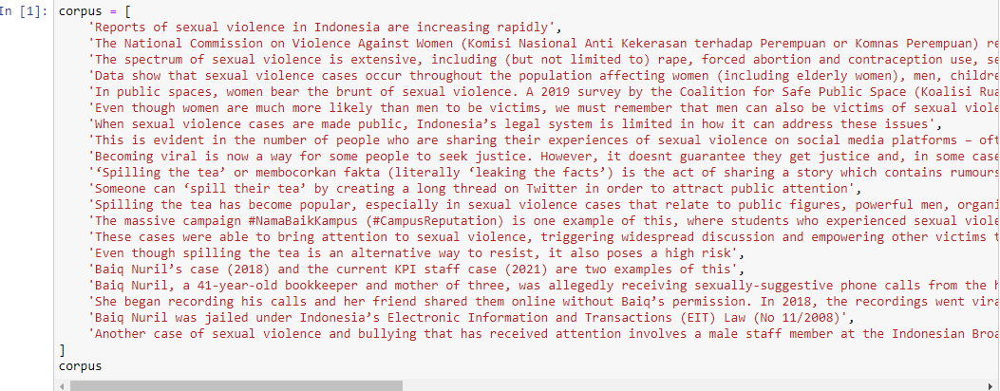 In [1]: corpus = [
'Reports of sexual violence in Indonesia are increasing rapidly',
'The National Commission on Violence Against Women (Komisi Nasional Anti Kekerasan terhadap Perempuan or Komnas Perempuan) re
'The spectrum of sexual violence is extensive, including (but not limited to) rape, forced abortion and contraception use, se
'Data show that sexual violence cases occur throughout the population affecting women (including elderly women), men, childre
'In public spaces, women bear the brunt of sexual violence. A 2019 survey by the Coalition for Safe Public Space (Koalisi Rua
'Even though women are much more likely than men to be victims, we must remember that men can also be victims of sexual viole
'When sexual violence cases are made public, Indonesia’s legal system is limited in how it can address these issues',
'This is evident in the number of people who are sharing their experiences of sexual violence on social media platforms – oft
'Becoming viral is now a way for some people to seek justice. However, it doesnt guarantee they get justice and, in some case
'‘Spilling the tea’ or membocorkan fakta (literally ‘leaking the facts’) is the act of sharing a story which contains rumours
'Someone can ‘spill their tea’ by creating a long thread on Twitter in order to attract public attention',
'Spilling the tea has become popular, especially in sexual violence cases that relate to public figures, powerful men, organi
'The massive campaign #NamaBaikKampus (#CampusReputation) is one example of this, where students who experienced sexual viole
'These cases were able to bring attention to sexual violence, triggering widespread discussion and empowering other victims t
'Even though spilling the tea is an alternative way to resist, it also poses a high risk',
'Baiq Nuril’s case (2018) and the current KPI staff case (2021) are two examples of this',
'Baiq Nuril, a 41-year-old bookkeeper and mother of three, was allegedly receiving sexually-suggestive phone calls from the h
'She began recording his calls and her friend shared them online without Baiq’s permission. In 2018, the recordings went vira
'Baiq Nuril was jailed under Indonesia’s Electronic Information and Transactions (EIT) Law (No 11/2008)',
'Another case of sexual violence and bullying that has received attention involves a male staff member at the Indonesian Broa
]
corpus